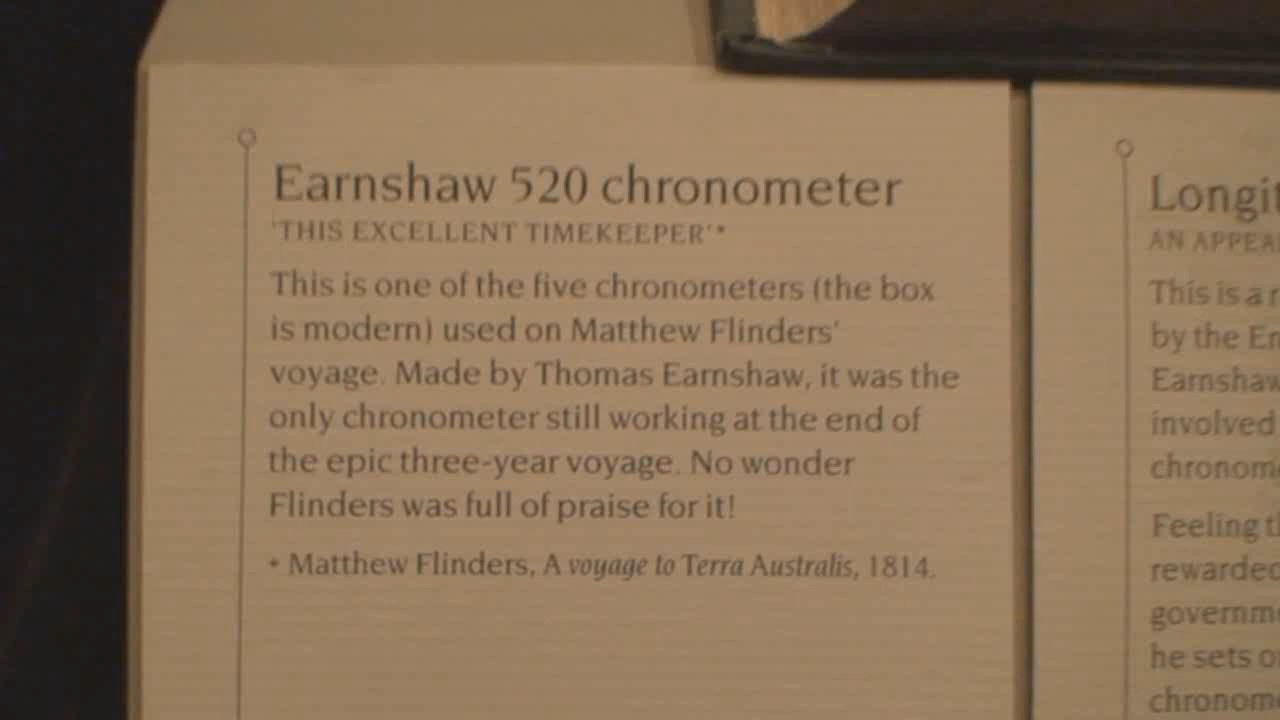 Earnshaw 520 chronometer
'THIS EXCELLENT TIMEKEEPER'*
This is one of the five chronometers (the box
is modern) used on Matthew Flinders'
voyage. Made by Thomas Earnshaw, it was the
only chronometer still working at the end of
the epic three-year voyage. No wonder
Flinders was full of praise for it!
* Matthew Flinders, A voyage to Terra Australis, 1814.
AN
This is a
by the
Earnshaw
involved
Feeling
rewarded
he sets